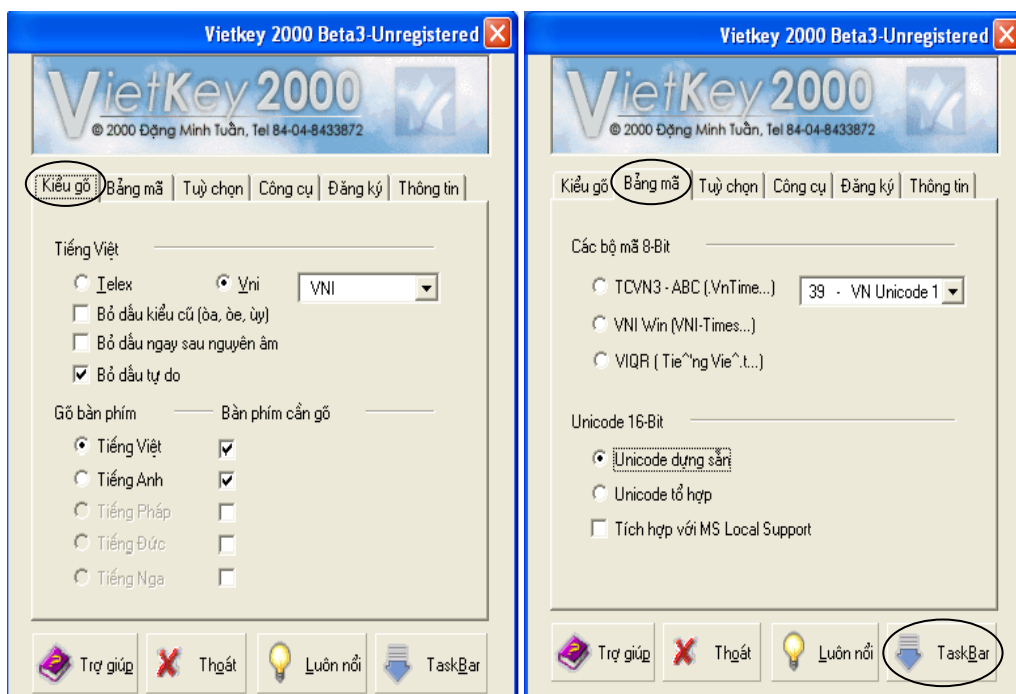 Vietkey 2000 Beta3-Unregistered
VietKey 2000
© 2000 Đặng Minh Tuấn, Tel 84-04-8433872
Kiểu gõ Bảng mã Tuỳ chọn Công cụ Đăng ký Thông tin
Tiếng Việt
Telex Vni VNI
Bỏ dấu kiểu cũ (òa, òe, ùy)
Bỏ dấu ngay sau nguyên âm
Bỏ dấu tự do
Gõ bàn phím Bàn phím cần gõ
Tiếng Việt
Tiếng Anh
Tiếng Pháp
Tiếng Đức
Tiếng Nga
Trợ giúp Thoát Luôn nổi TaskBar
Vietkey 2000 Beta3-Unregistered
VietKey 2000
© 2000 Đặng Minh Tuấn, Tel 84-04-8433872
Kiểu gõ Bảng mã Tuỳ chọn Công cụ Đăng ký Thông tin
Các bộ mã 8-Bit
TCVN3 - ABC (.VnTime...) 39 - VN Unicode 1
VNI Win (VNI-Times...)
VIQR ( Tie^'ng Vie^.t...)
Unicode 16-Bit
Unicode dựng sẵn
Unicode tổ hợp
Tích hợp với MS Local Support
Trợ giúp Thoát Luôn nổi TaskBar